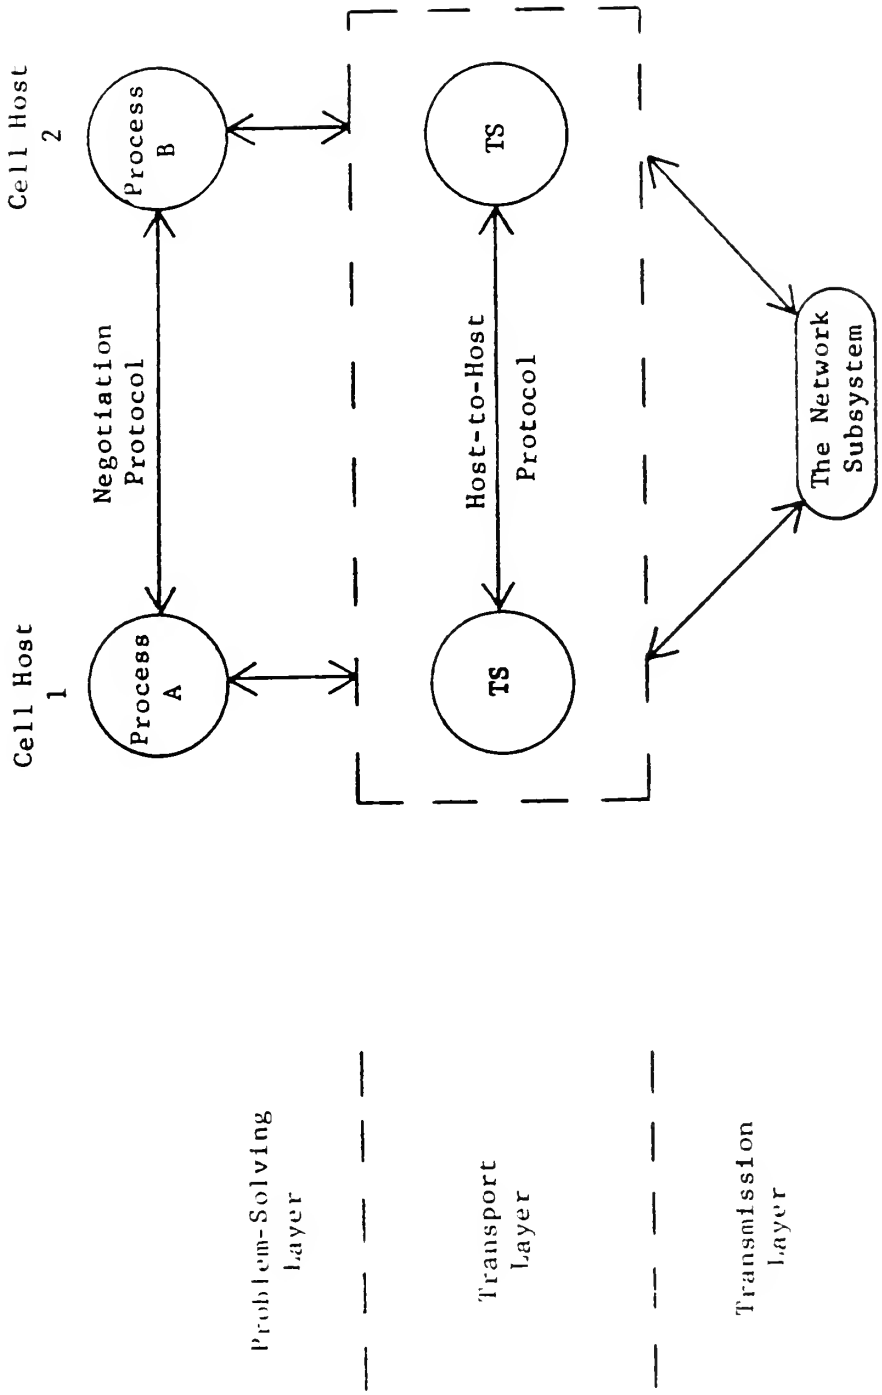 Cell Host
1
Cell Host
2
Process
A
Negotiation
Protocol
Process
B
Problem-Solving
Layer
TS
Host-to-Host
Protocol
TS
Transport
Layer
The Network
Subsystem
Transmission
Layer